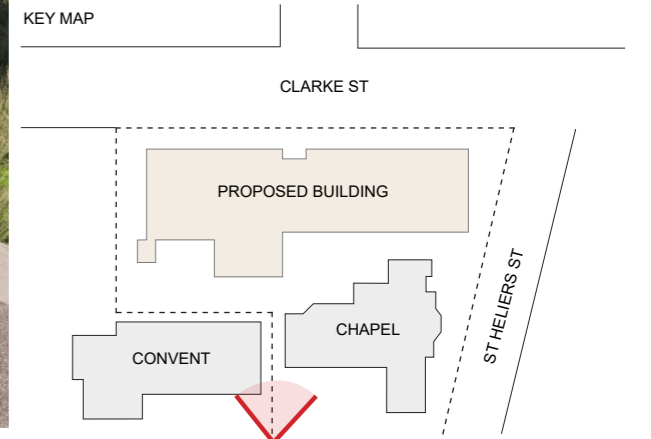 KEY MAP
CLARKE ST
PROPOSED BUILDING
ST HELIERS ST
CHAPEL
CONVENT